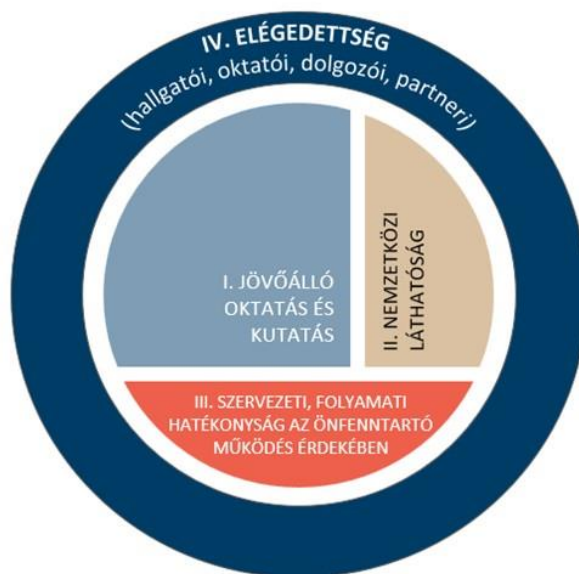 IV. ELÉGEDETTSÉG
(hallgatói, oktatói, dolgozói, partneri)
I. JÖVŐÁLLÓ
OKTATÁS ÉS
KUTATÁS
II. NEMZETKÖZI
LÁTHATÓSÁG
III. SZERVEZETI, FOLYAMATI
HATÉKONYSÁG AZ ÖNFENNTARTÓ
MŰKÖDÉS ÉRDEKÉBEN